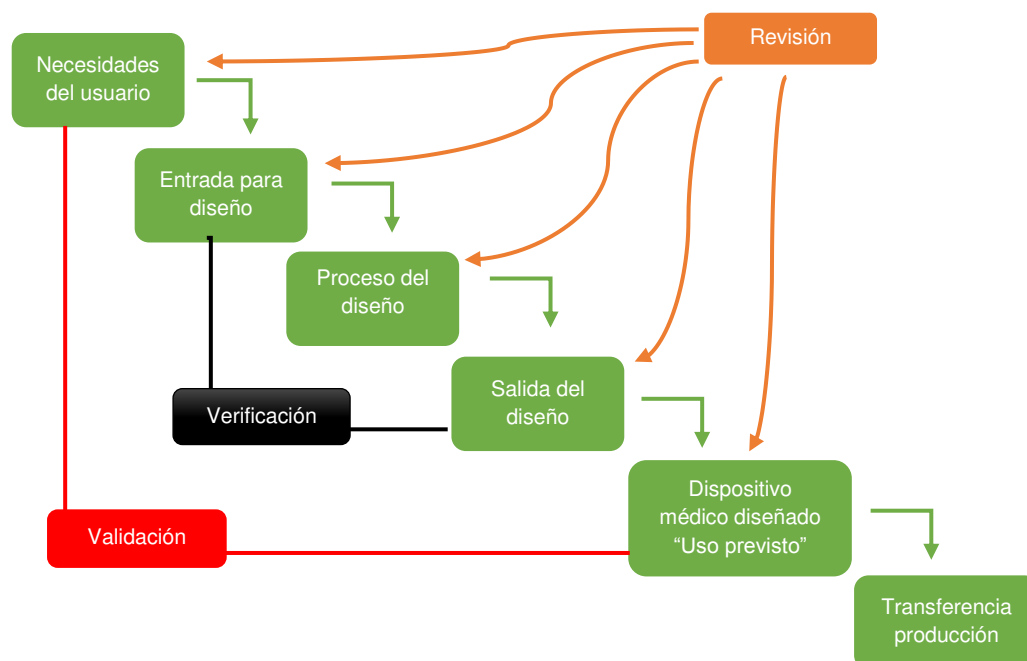 Revisión
Necesidades
del usuario
Entrada para
diseño
Proceso del
diseño
Salida del
diseño
Verificación
Dispositivo
médico diseñado
“Uso previsto”
Validación
Transferencia
producción